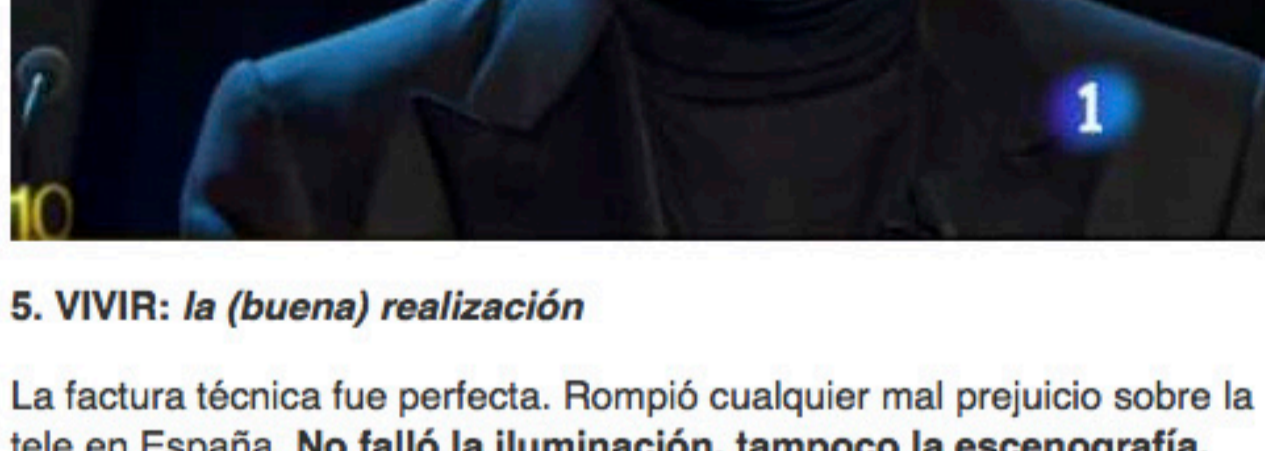 1
10
5. VIVIR: la (buena) realización
La factura técnica fue perfecta. Rompió cualquier mal prejuicio sobre la
tele en España. No falló la iluminación, tampoco la escenografía.